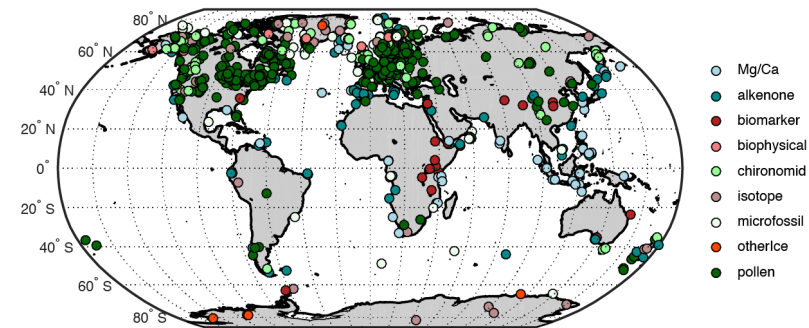 80° N
60° N
40° N
20° N
0°
20° S
40° S
60° S
80° S
Mg/Ca
alkenone
biomarker
biophysical
chironomid
isotope
microfossil
otherIce
pollen